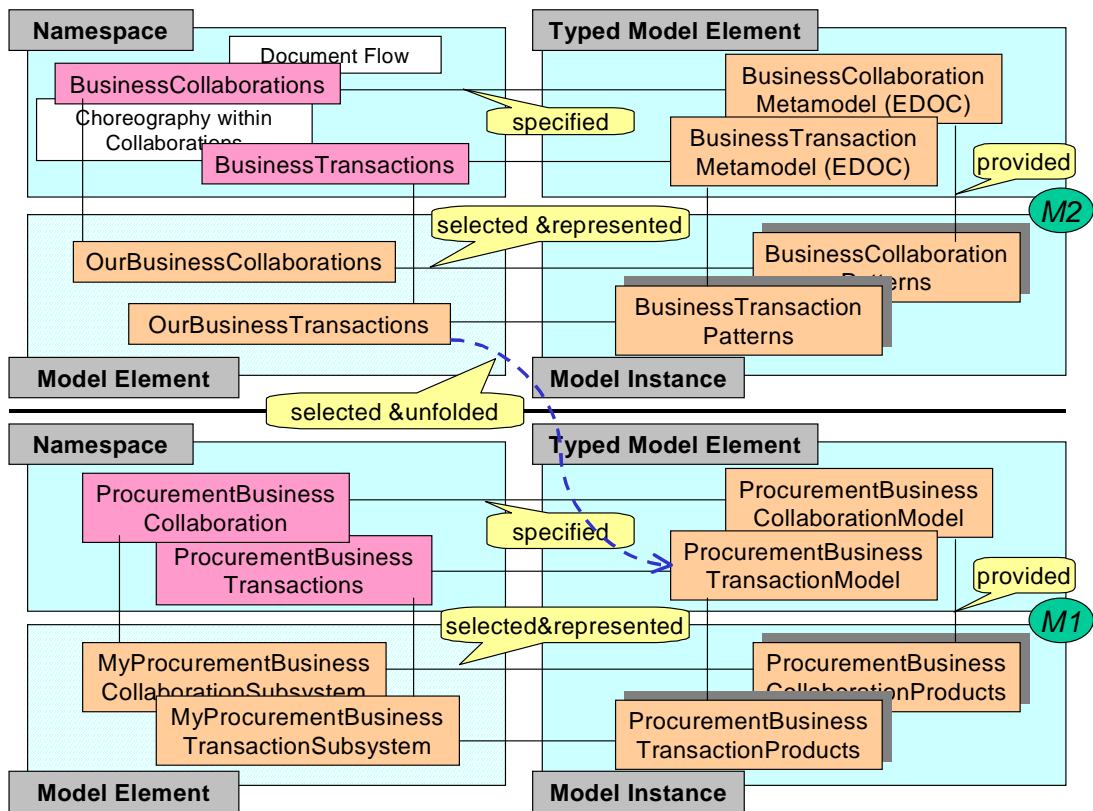 Namespace
Typed Model Element
Document Flow
BusinessCollaborations
Choreography within
Collaborations
BusinessTransactions
specified
BusinessCollaboration
Metamodel (EDOC)
BusinessTransaction
Metamodel (EDOC)
provided
M2
selected &represented
OurBusinessCollaborations
BusinessCollaboration
Patterns
OurBusinessTransactions
BusinessTransaction
Patterns
Model Element
Model Instance
selected &unfolded
Namespace
Typed Model Element
ProcurementBusiness
Collaboration
ProcurementBusiness
Transactions
specified
ProcurementBusiness
CollaborationModel
ProcurementBusiness
TransactionModel
provided
M1
selected&represented
MyProcurementBusiness
CollaborationSubsystem
ProcurementBusiness
CollaborationProducts
MyProcurementBusiness
TransactionSubsystem
ProcurementBusiness
TransactionProducts
Model Element
Model Instance